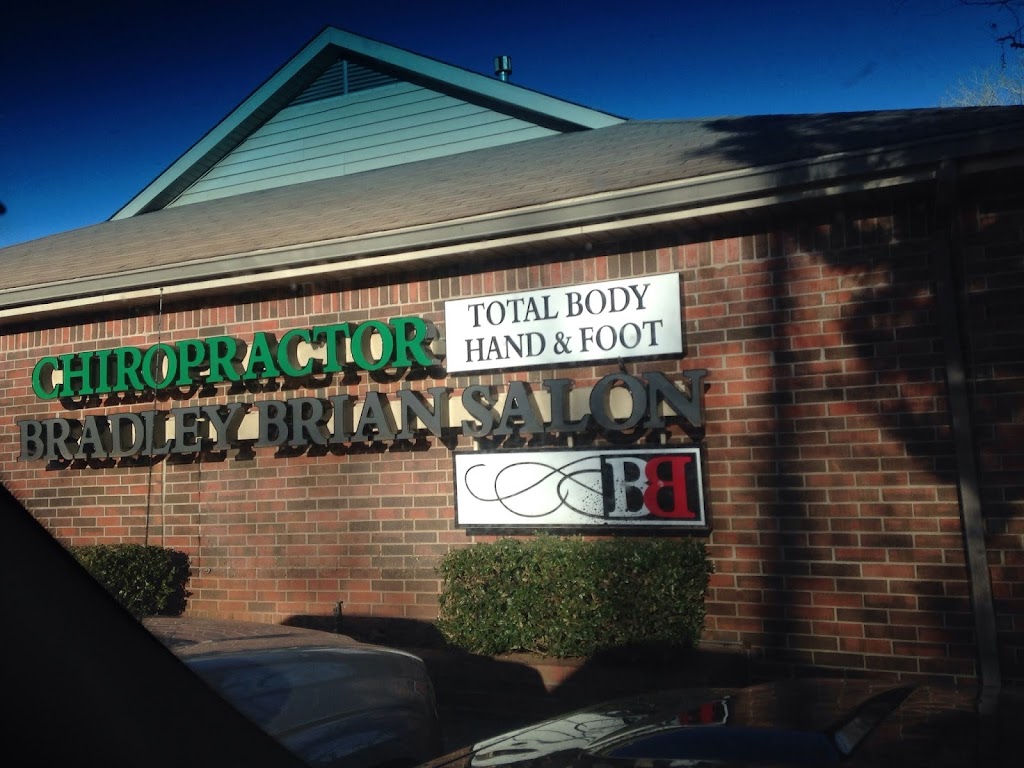 CHIROPRACTOR
TOTAL BODY
HAND & FOOT
BRADLEY BRIAN SALON
BB